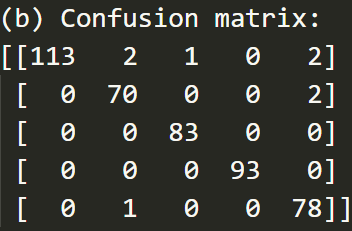 (b) Confusion matrix:
[[113 2 1 0 2]
[ 0 70 0 0 2]
[ 0 0 83 0 0]
[ 0 0 0 93 0]
[ 0 1 0 0 78]]